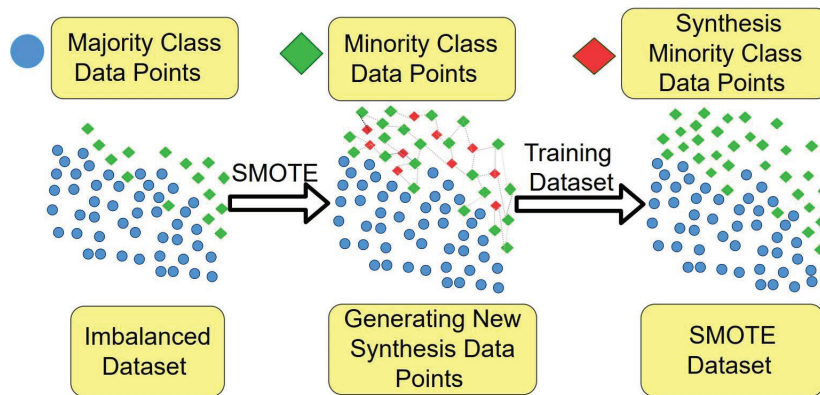 Majority Class
Data Points
Minority Class
Data Points
Synthesis
Minority Class
Data Points
SMOTE
Training
Dataset
Imbalanced
Dataset
Generating New
Synthesis Data
Points
SMOTE
Dataset